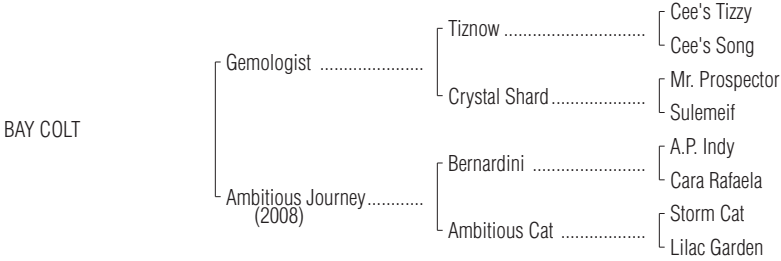 Cee's Tizzy
Tiznow ..............................
Cee's Song
Gemologist ......................
Mr. Prospector
Crystal Shard....................
Sulemeif
BAY COLT
A.P. Indy
Bernardini ........................
Cara Rafaela
Ambitious Journey............
(2008)
Storm Cat
Ambitious Cat ..................
Lilac Garden